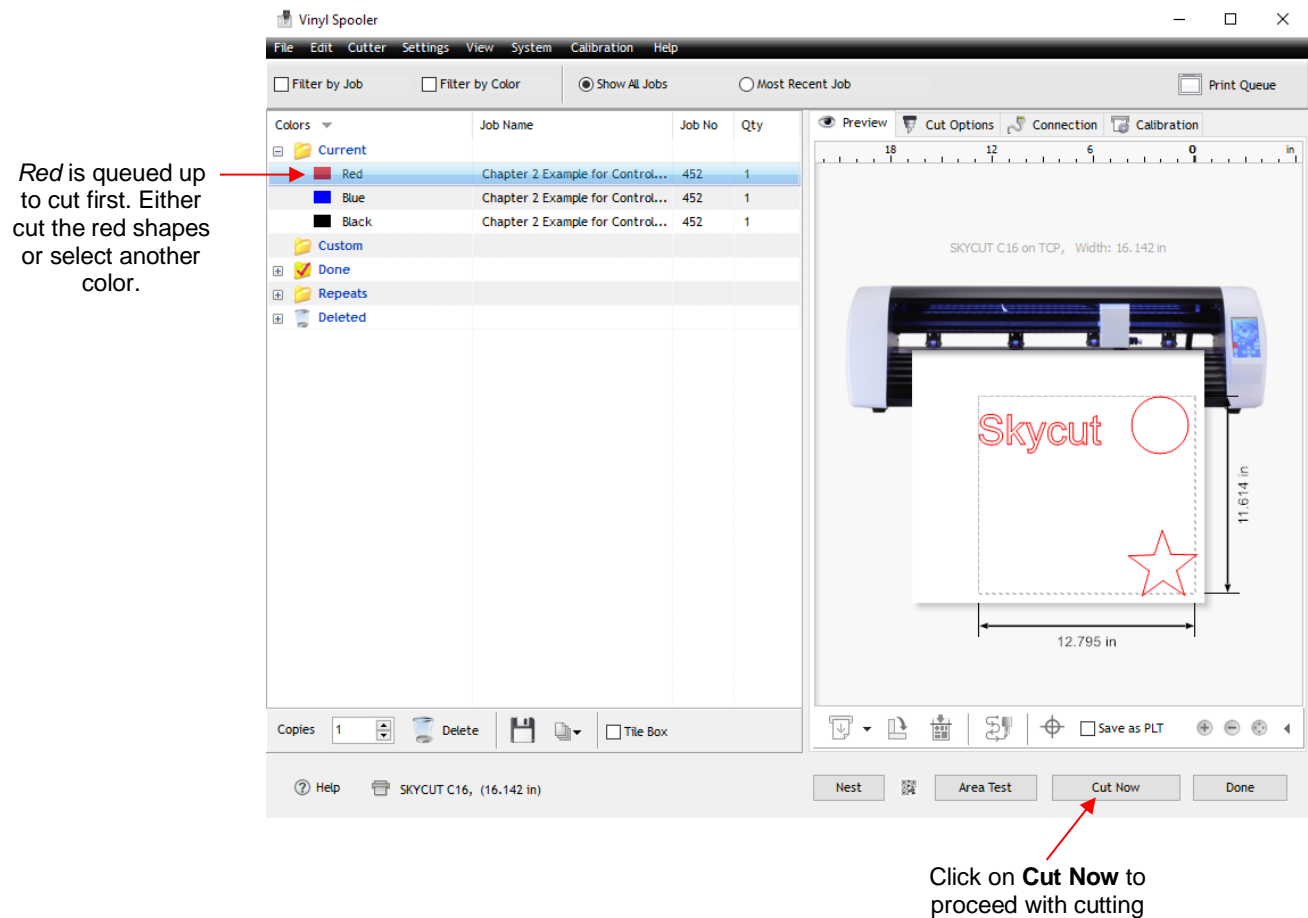 Vinyl Spooler
File Edit Cutter Settings View System Calibration Help
Filter by Job Filter by Color Show All Jobs Most Recent Job Print Queue
Colors Job Name Job No Qty
Current
Red Chapter 2 Example for Control... 452 1
Blue Chapter 2 Example for Control... 452 1
Black Chapter 2 Example for Control... 452 1
Custom
Done
Repeats
Deleted
Red is queued up
to cut first. Either
cut the red shapes
or select another
color.
Preview Cut Options Connection Calibration
18 12 6 0 in
SKYCUT C16 on TCP, Width: 16.142 in
Skycut
11.614 in
12.795 in
Copies 1 Delete Tile Box
Save as PLT
Help SKYCUT C16, (16.142 in)
Nest Area Test Cut Now Done
Click on Cut Now to
proceed with cutting